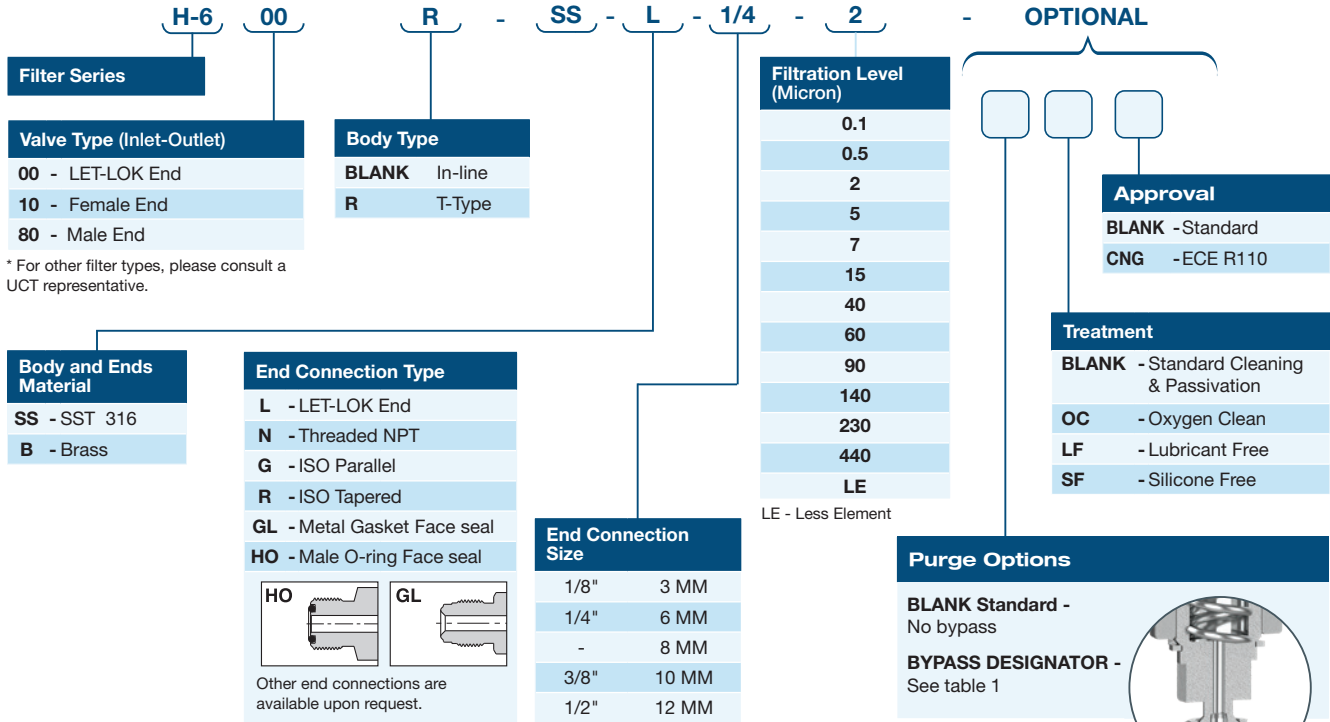 H-6 00 R - SS - L - 1/4 - 2 - OPTIONAL
Filter Series
Valve Type (Inlet-Outlet)
00 - LET-LOK End
10 - Female End
80 - Male End
* For other filter types, please consult a
UCT representative.
Body Type
BLANK In-line
R T-Type
Filtration Level
(Micron)
0.1
0.5
2
5
7
15
40
60
90
140
230
440
LE
LE - Less Element
Approval
BLANK - Standard
CNG - ECE R110
Body and Ends
Material
SS - SST 316
B - Brass
End Connection Type
L - LET-LOK End
N - Threaded NPT
G - ISO Parallel
R - ISO Tapered
GL - Metal Gasket Face seal
HO - Male O-ring Face seal
HO GL
Other end connections are
available upon request.
End Connection
Size
1/8" 3 MM
1/4" 6 MM
- 8 MM
3/8" 10 MM
1/2" 12 MM
Treatment
BLANK - Standard Cleaning
& Passivation
OC - Oxygen Clean
LF - Lubricant Free
SF - Silicone Free
Purge Options
BLANK Standard -
No bypass
BYPASS DESIGNATOR -
See table 1